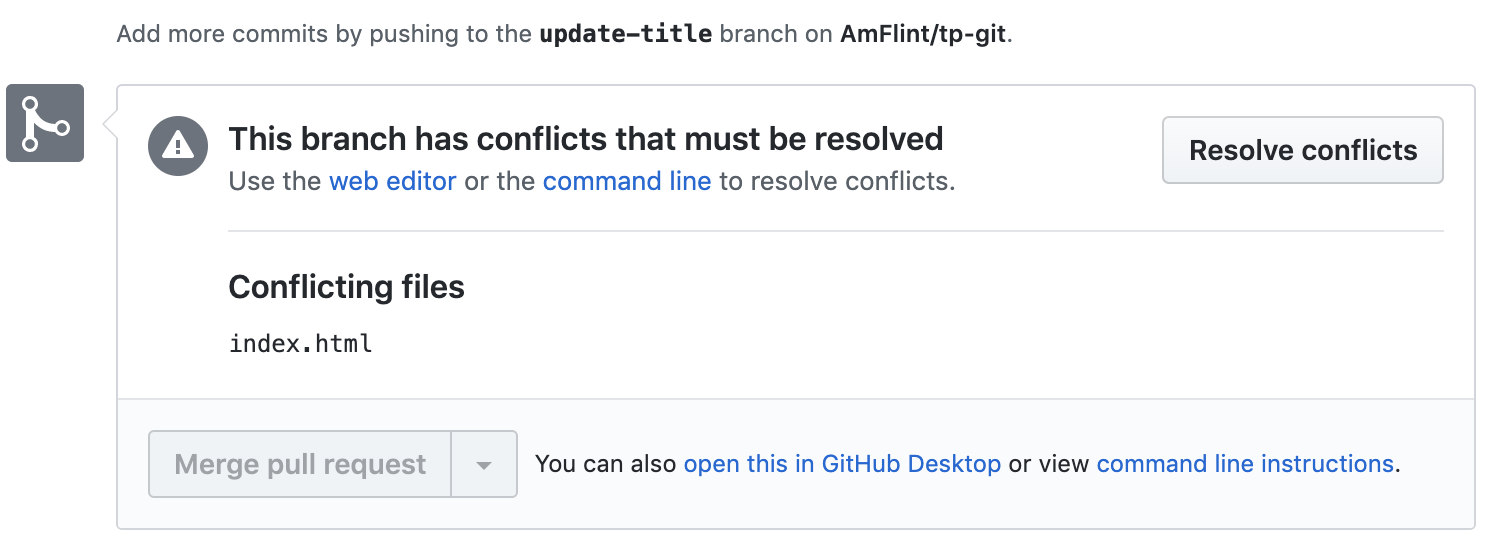 Add more commits by pushing to the update-title branch on AmFlint/tp-git.
This branch has conflicts that must be resolved
Use the web editor or the command line to resolve conflicts.
Resolve conflicts
Conflicting files
index.html
Merge pull request
You can also open this in GitHub Desktop or view command line instructions.